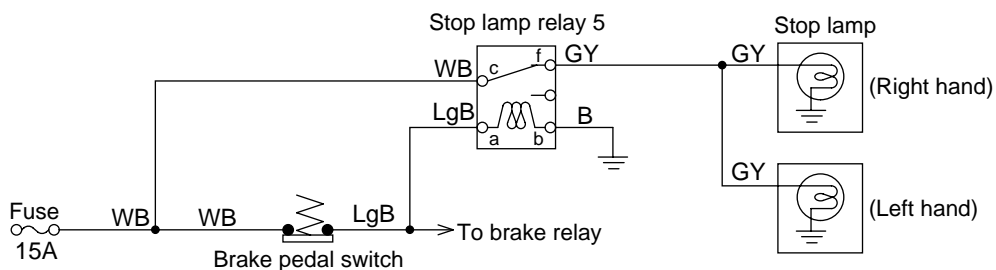 Stop lamp relay 5
Stop lamp
WB
c
f
GY
GY
(Right hand)
LgB
a
b
B
GY
(Left hand)
Fuse
15A
WB
WB
LgB
To brake relay
Brake pedal switch